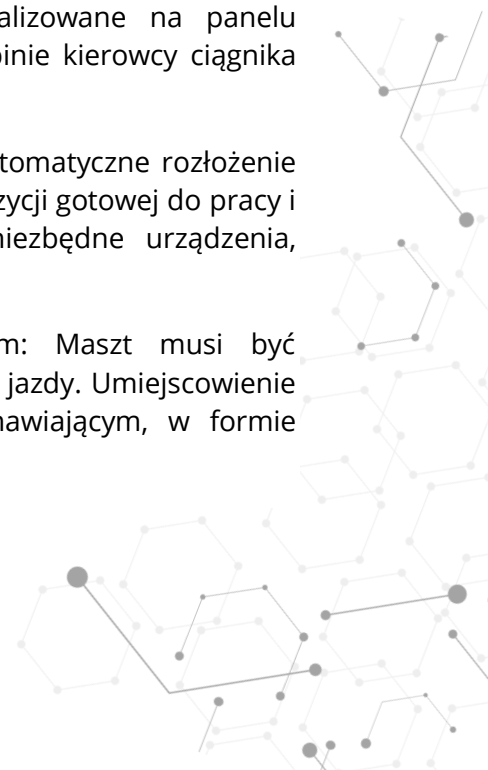 alizowane na panelu
pinie kierowcy ciągnika
tomatyczne rozłożenie
zycji gotowej do pracy i
niezbędne urządzenia,
m: Maszt musi być
jazdy. Umiejscowienie
nawiającym, w formie